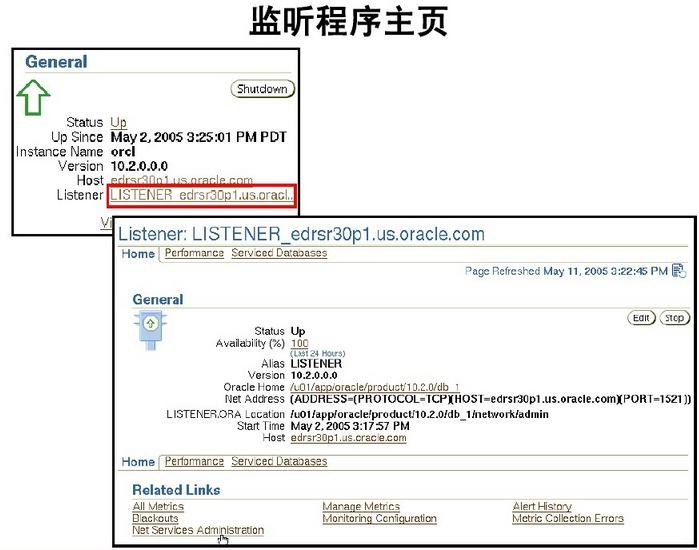 监听程序主页
General
Shutdown
Status Up
Up Since May 2, 2005 3:25:01 PM PDT
Instance Name orcl
Version 10.2.0.0.0
Host edrsr30p1.us.oracle.com
Listener LISTENER_edrsr30p1.us.oracl..
Listener: LISTENER_edrsr30p1.us.oracle.com
Home Performance Serviced Databases
Page Refreshed May 11, 2005 3:22:45 PM
General
Edit Stop
Status Up
Availability (%) 100
(Last 24 Hours)
Alias LISTENER
Version 10.2.0.0.0
Oracle Home /u01/app/oracle/product/10.2.0/db_1
Net Address (ADDRESS=(PROTOCOL=TCP)(HOST=edrsr30p1.us.oracle.com)(PORT=1521))
LISTENER.ORA Location /u01/app/oracle/product/10.2.0/db_1/network/admin
Start Time May 2, 2005 3:17:57 PM
Host edrsr30p1.us.oracle.com
Home Performance Serviced Databases
Related Links
All Metrics Manage Metrics Alert History
Blackouts Monitoring Configuration Metric Collection Errors
Net Services Administration